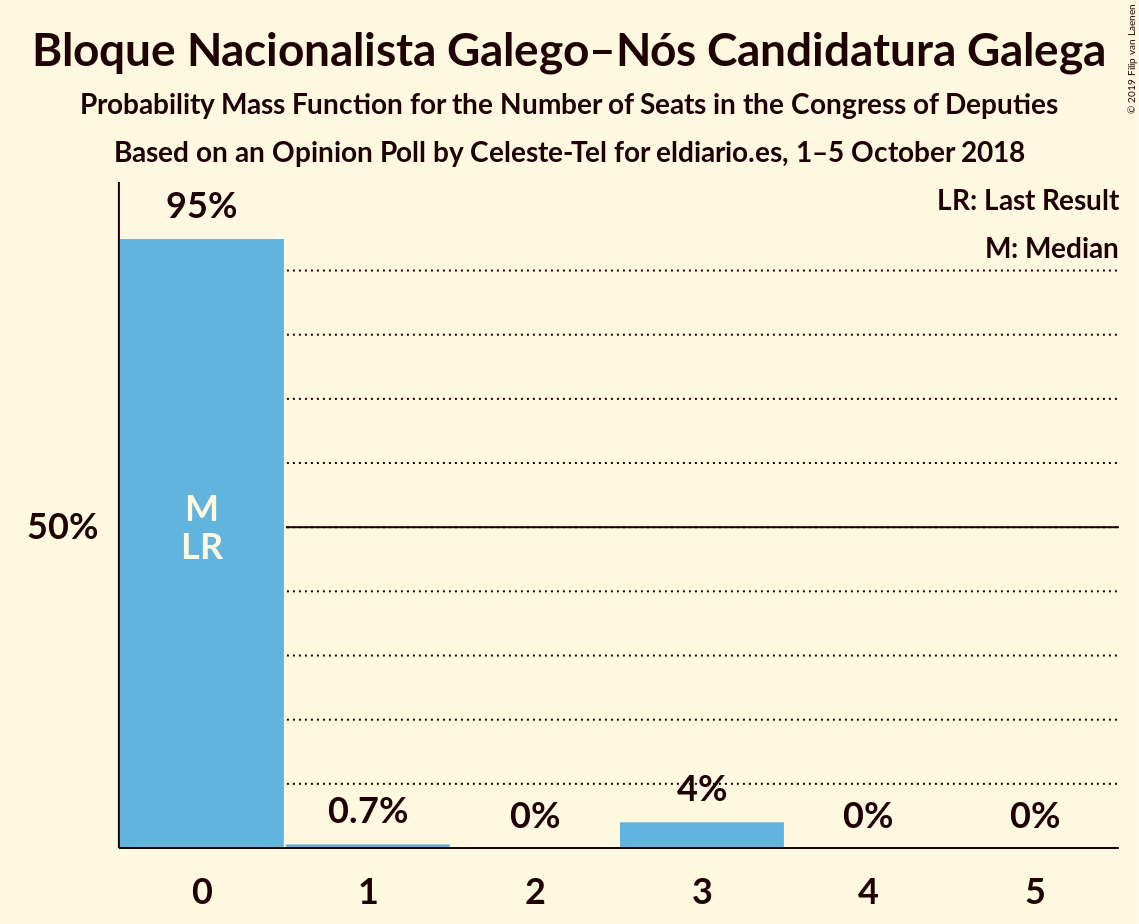 Bloque Nacionalista Galego–Nós Candidatura Galega
Probability Mass Function for the Number of Seats in the Congress of Deputies
Based on an Opinion Poll by Celeste-Tel for eldiario.es, 1–5 October 2018
© 2019 Filip van Laenen
LR: Last Result
M: Median
95%
M
LR
50%
0.7%
0%
4%
0%
0%
0
1
2
3
4
5